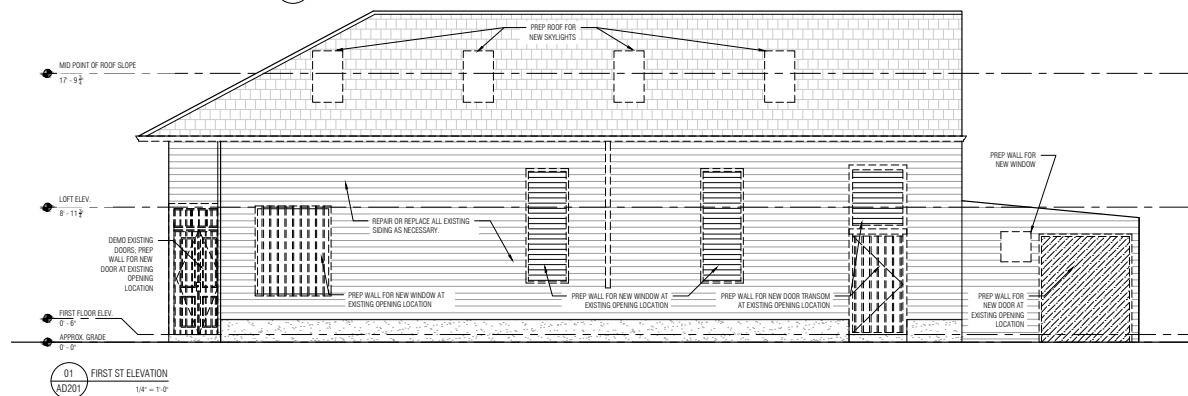 PREP ROOF FOR
NEW SKYLIGHTS
MID POINT OF ROOF SLOPE
17' - 9 3/4"
PREP WALL FOR
NEW WINDOW
LOFT ELEV.
REPAIR OR REPLACE ALL EXISTING
SIDING AS NECESSARY.
DEMO EXISTING
DOORS; PREP
WALL FOR NEW
DOOR AT EXISTING
OPENING
LOCATION
PREP WALL FOR NEW WINDOW AT
EXISTING OPENING LOCATION
PREP WALL FOR NEW WINDOW AT
EXISTING OPENING LOCATION
PREP WALL FOR NEW DOOR TRANSOM
AT EXISTING OPENING LOCATION
PREP WALL FOR
NEW DOOR AT
EXISTING OPENING
LOCATION
FIRST FLOOR ELEV.
0' - 6"
APPROX. GRADE
0' - 0"
01
FIRST ST ELEVATION
AD201
1/4" = 1'-0"